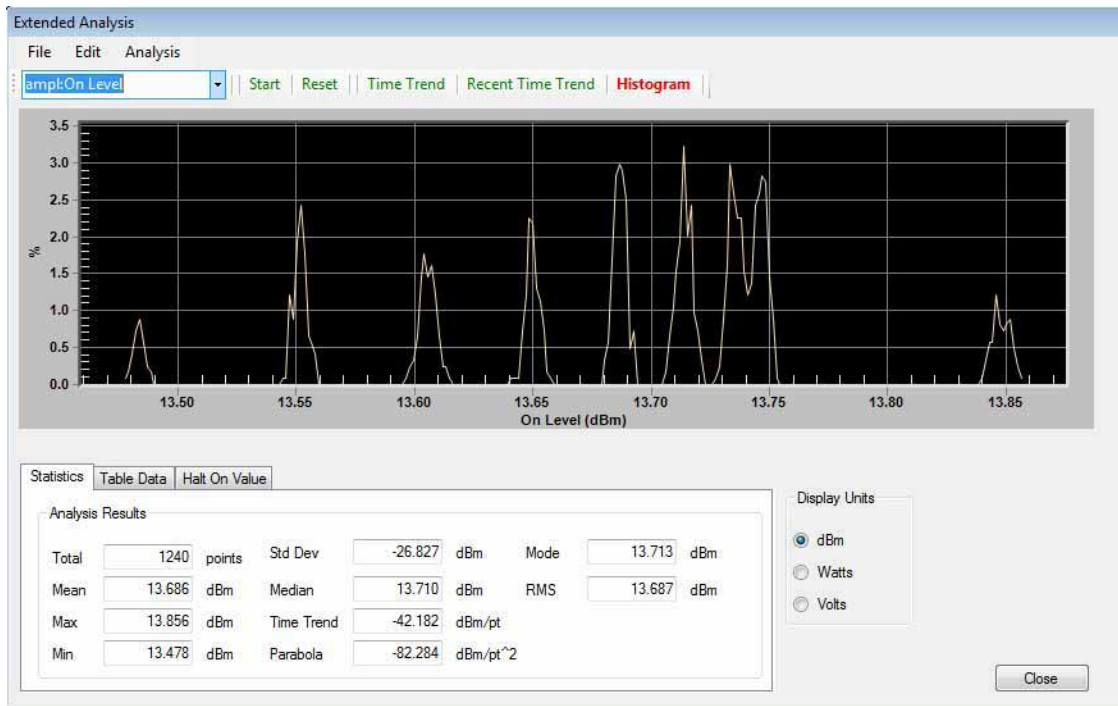 Extended Analysis
File Edit Analysis
ampl:On Level Start Reset Time Trend Recent Time Trend Histogram
3.5
3.0
2.5
2.0
1.5
1.0
0.5
0.0
%
13.50 13.55 13.60 13.65 13.70 13.75 13.80 13.85
On Level (dBm)
Statistics Table Data Halt On Value
Analysis Results
Total 1240 points Std Dev -26.827 dBm Mode 13.713 dBm
Mean 13.686 dBm Median 13.710 dBm RMS 13.687 dBm
Max 13.856 dBm Time Trend -42.182 dBm/pt
Min 13.478 dBm Parabola -82.284 dBm/pt^2
Display Units
dBm
Watts
Volts
Close